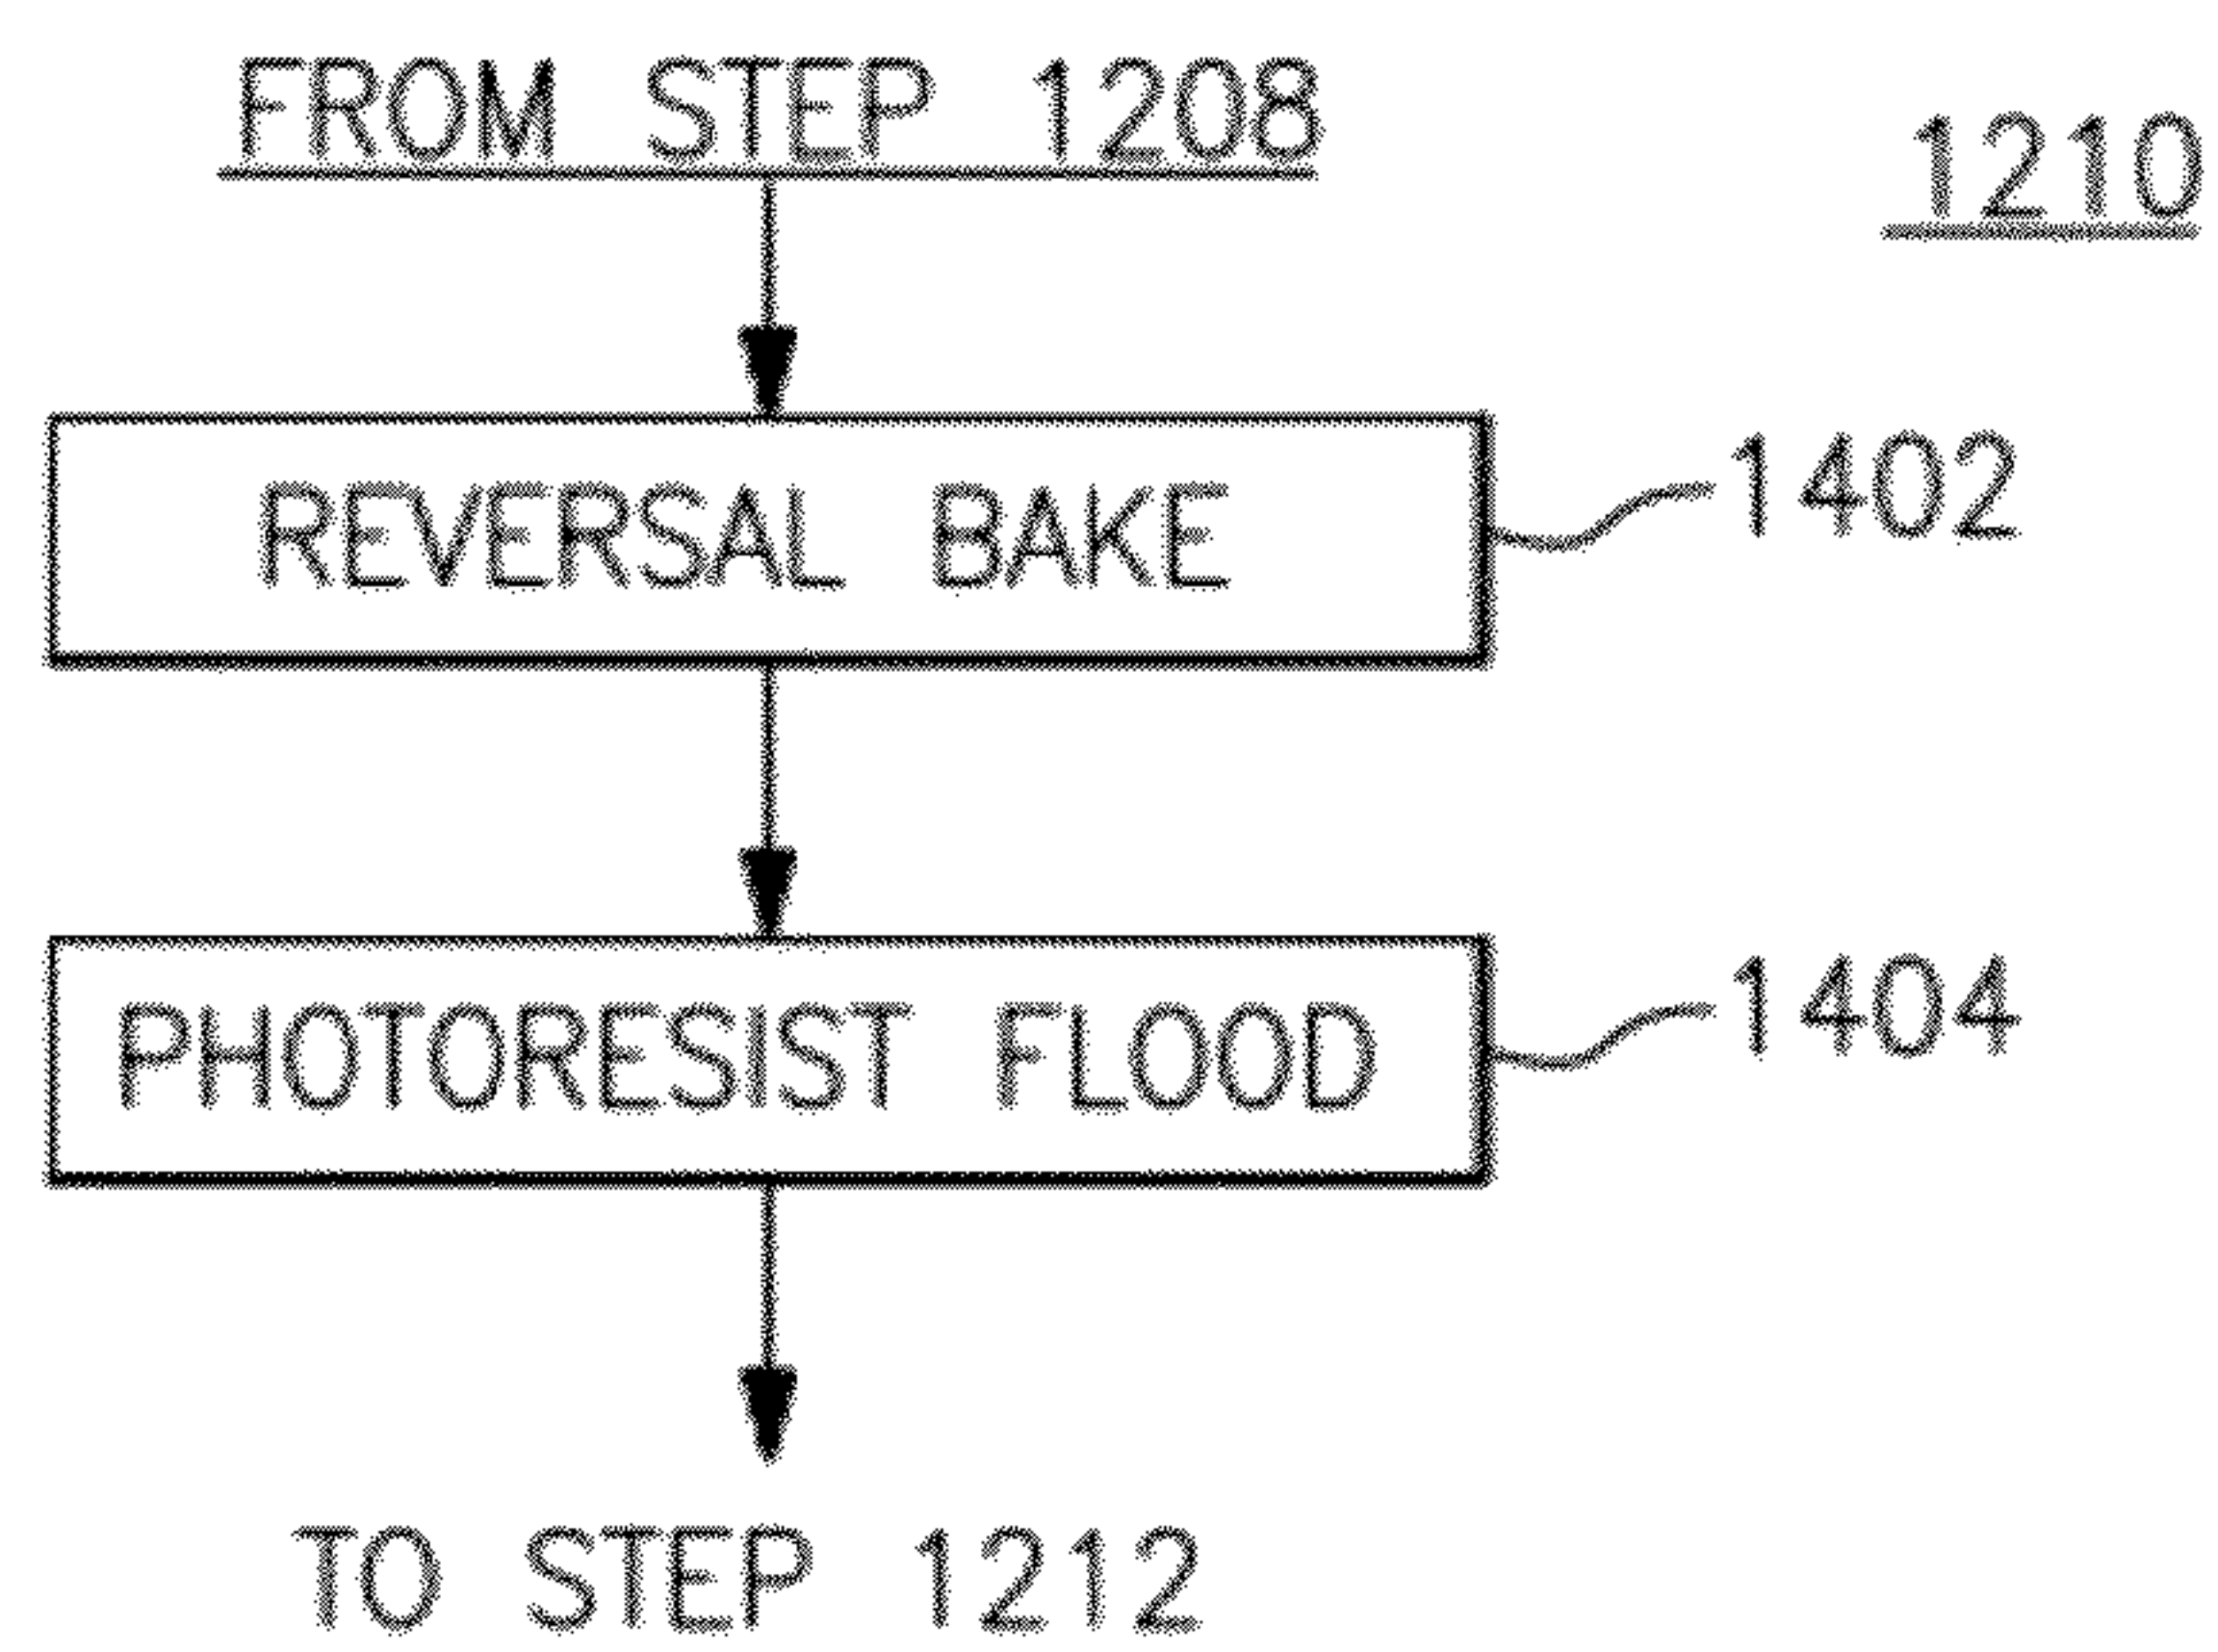 FROM STEP 1208
1210
REVERSAL BAKE
1402
PHOTORESIST FLOOD
1404
TO STEP 1212